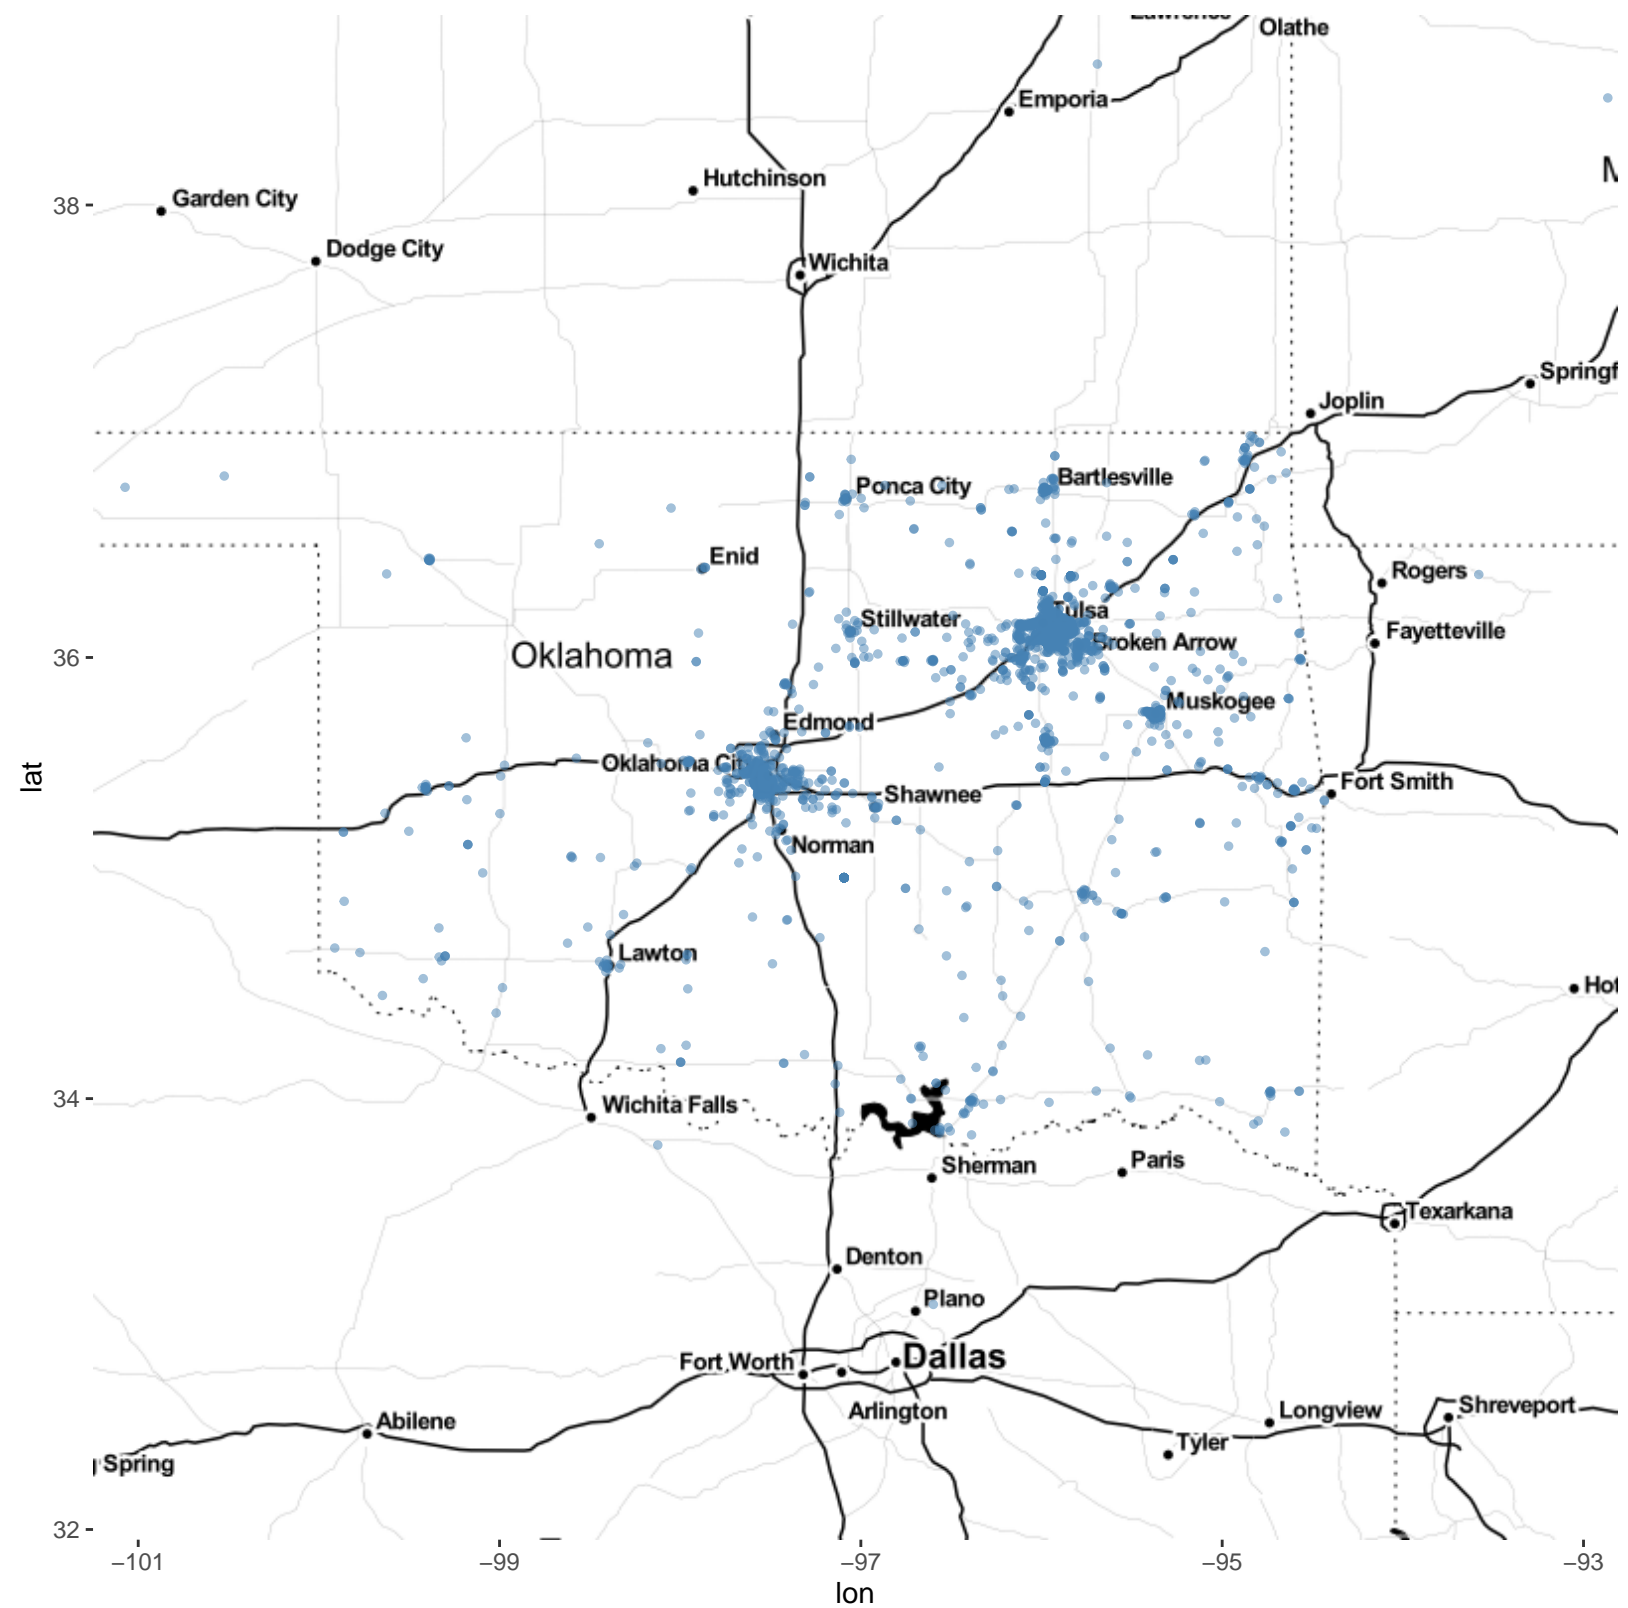 Lawrence
Olathe
Emporia
M
Hutchinson
38
Garden City
Dodge City
Wichita
Springf
Joplin
Ponca City
Bartlesville
Enid
Rogers
Tulsa
Stillwater
Fayetteville
Broken Arrow
36
Oklahoma
Muskogee
Edmond
Oklahoma Cit
lat
Fort Smith
Shawnee
Norman
Lawton
Hot
34
Wichita Falls
Sherman
Paris
Texarkana
Denton
Plano
Fort Worth
Dallas
Arlington
Longview
Shreveport
Abilene
Tyler
Spring
32
−101
−99
−97
−95
−93
lon